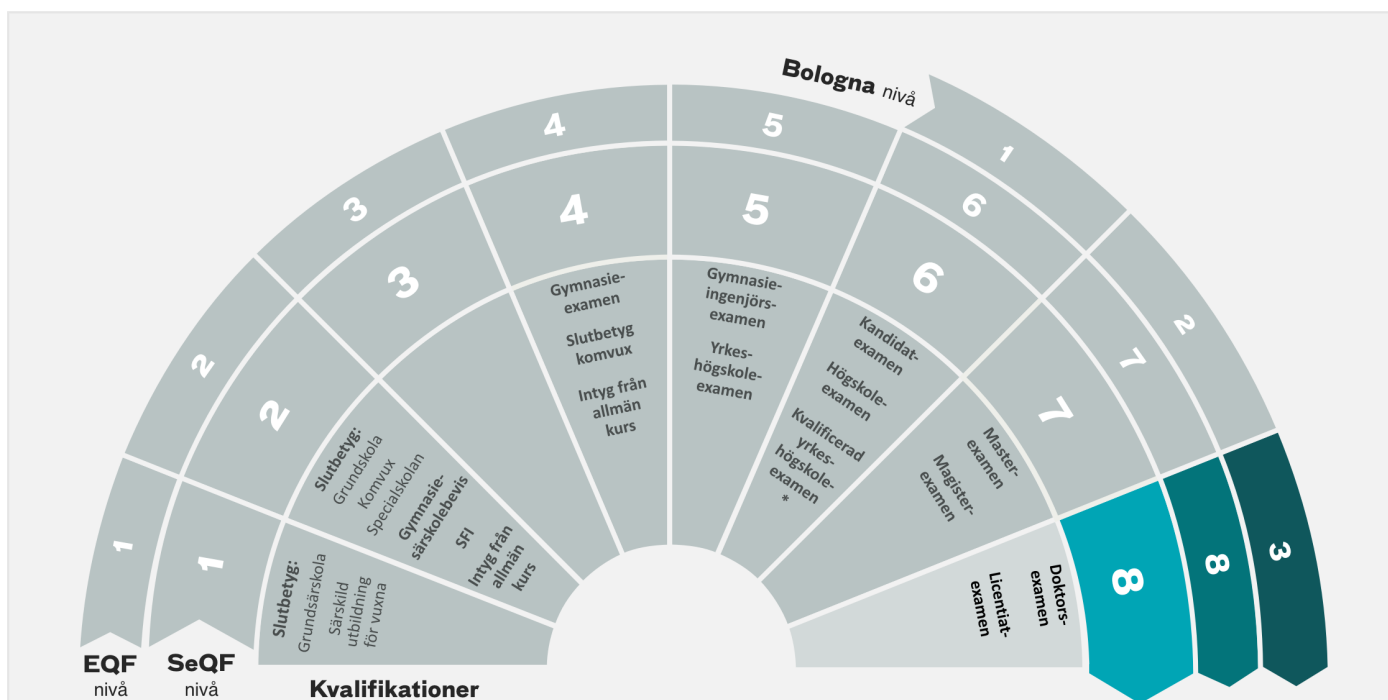 Bologna nivå
1
2
3
1
2
3
4
5
6
7
8
1
2
3
4
5
6
7
8
Slutbetyg:
Grundsärskola
Särskild
utbildning
för vuxna
Slutbetyg:
Grundskola
Komvux
Specialskolan
Gymnasie-
särskolebevis
SFI
Intyg från
allmän
kurs
Gymnasie-
examen
Slutbetyg
komvux
Intyg från
allmän
kurs
Gymnasie-
ingenjörs-
examen
Yrkes-
högskole-
examen
Kandidat-
examen
Högskole-
examen
Kvalificerad
yrkes-
högskole-
examen
*
Master-
examen
Magister-
examen
Doktors-
examen
Licentiat-
examen
EQF
nivå
SeQF
nivå
Kvalifikationer